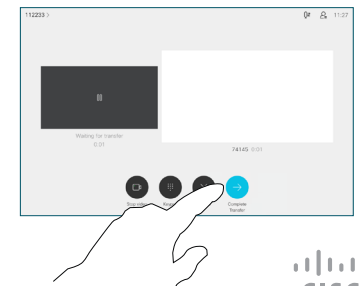 112233 >
11:27
Waiting for transfer
0:01
74145 0:01
Complete
Transfer